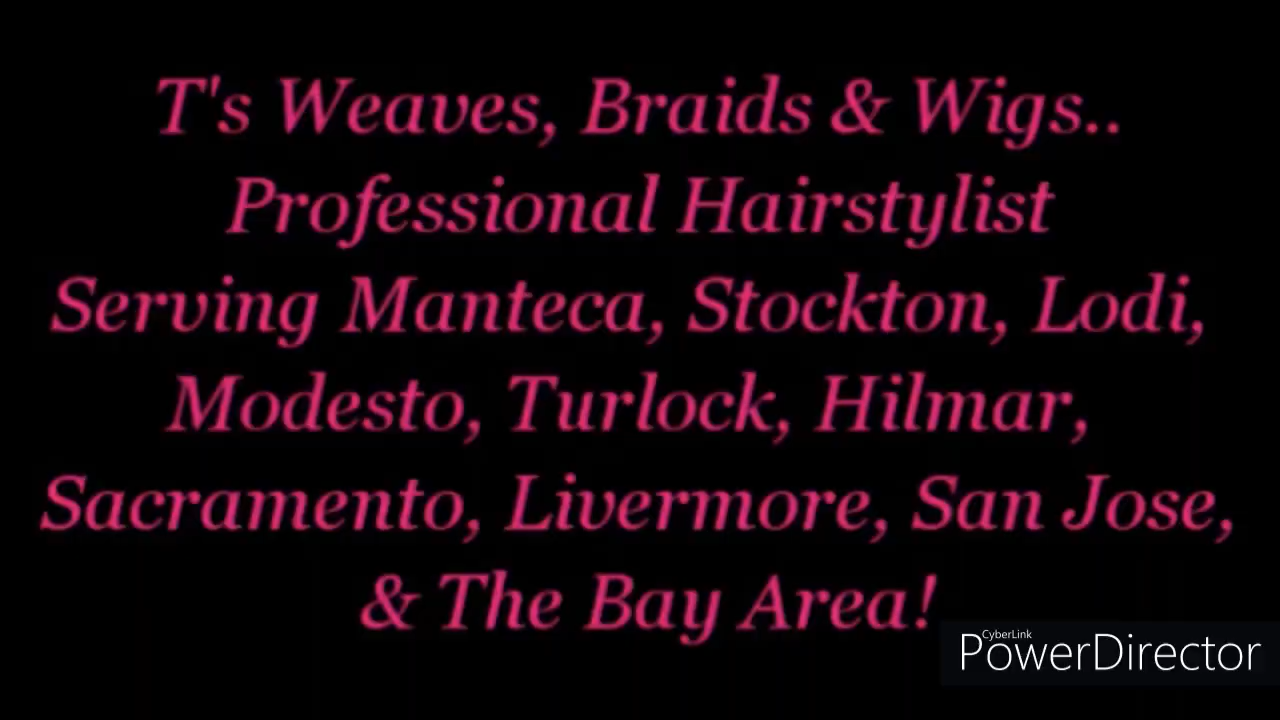 T's Weaves, Braids & Wigs..
Professional Hairstylist
Serving Manteca, Stockton, Lodi,
Modesto, Turlock, Hilmar,
Sacramento, Livermore, San Jose,
& The Bay Area!
CyberLink
PowerDirector